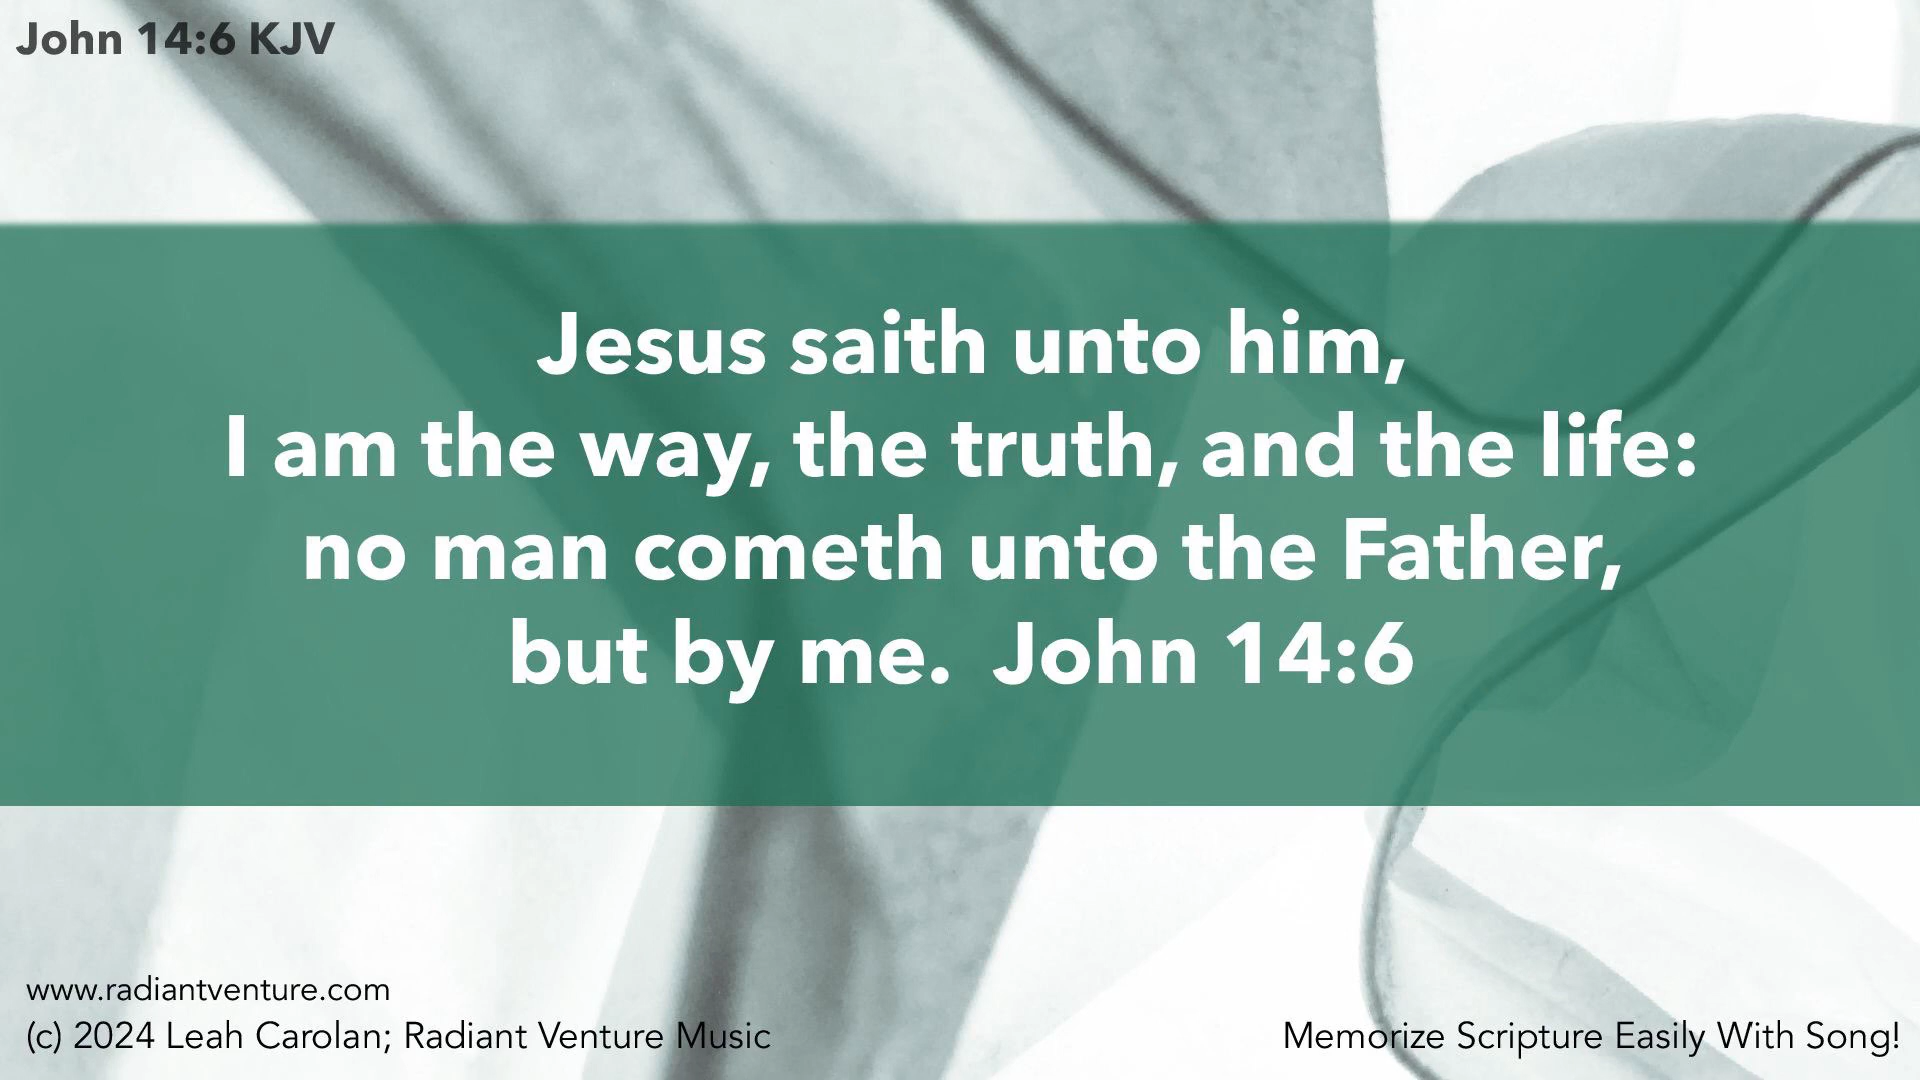 John 14:6 KJV
Jesus saith unto him,
I am the way, the truth, and the life:
no man cometh unto the Father,
but by me.  John 14:6
www.radiantventure.com
(c) 2024 Leah Carolan; Radiant Venture Music
Memorize Scripture Easily With Song!